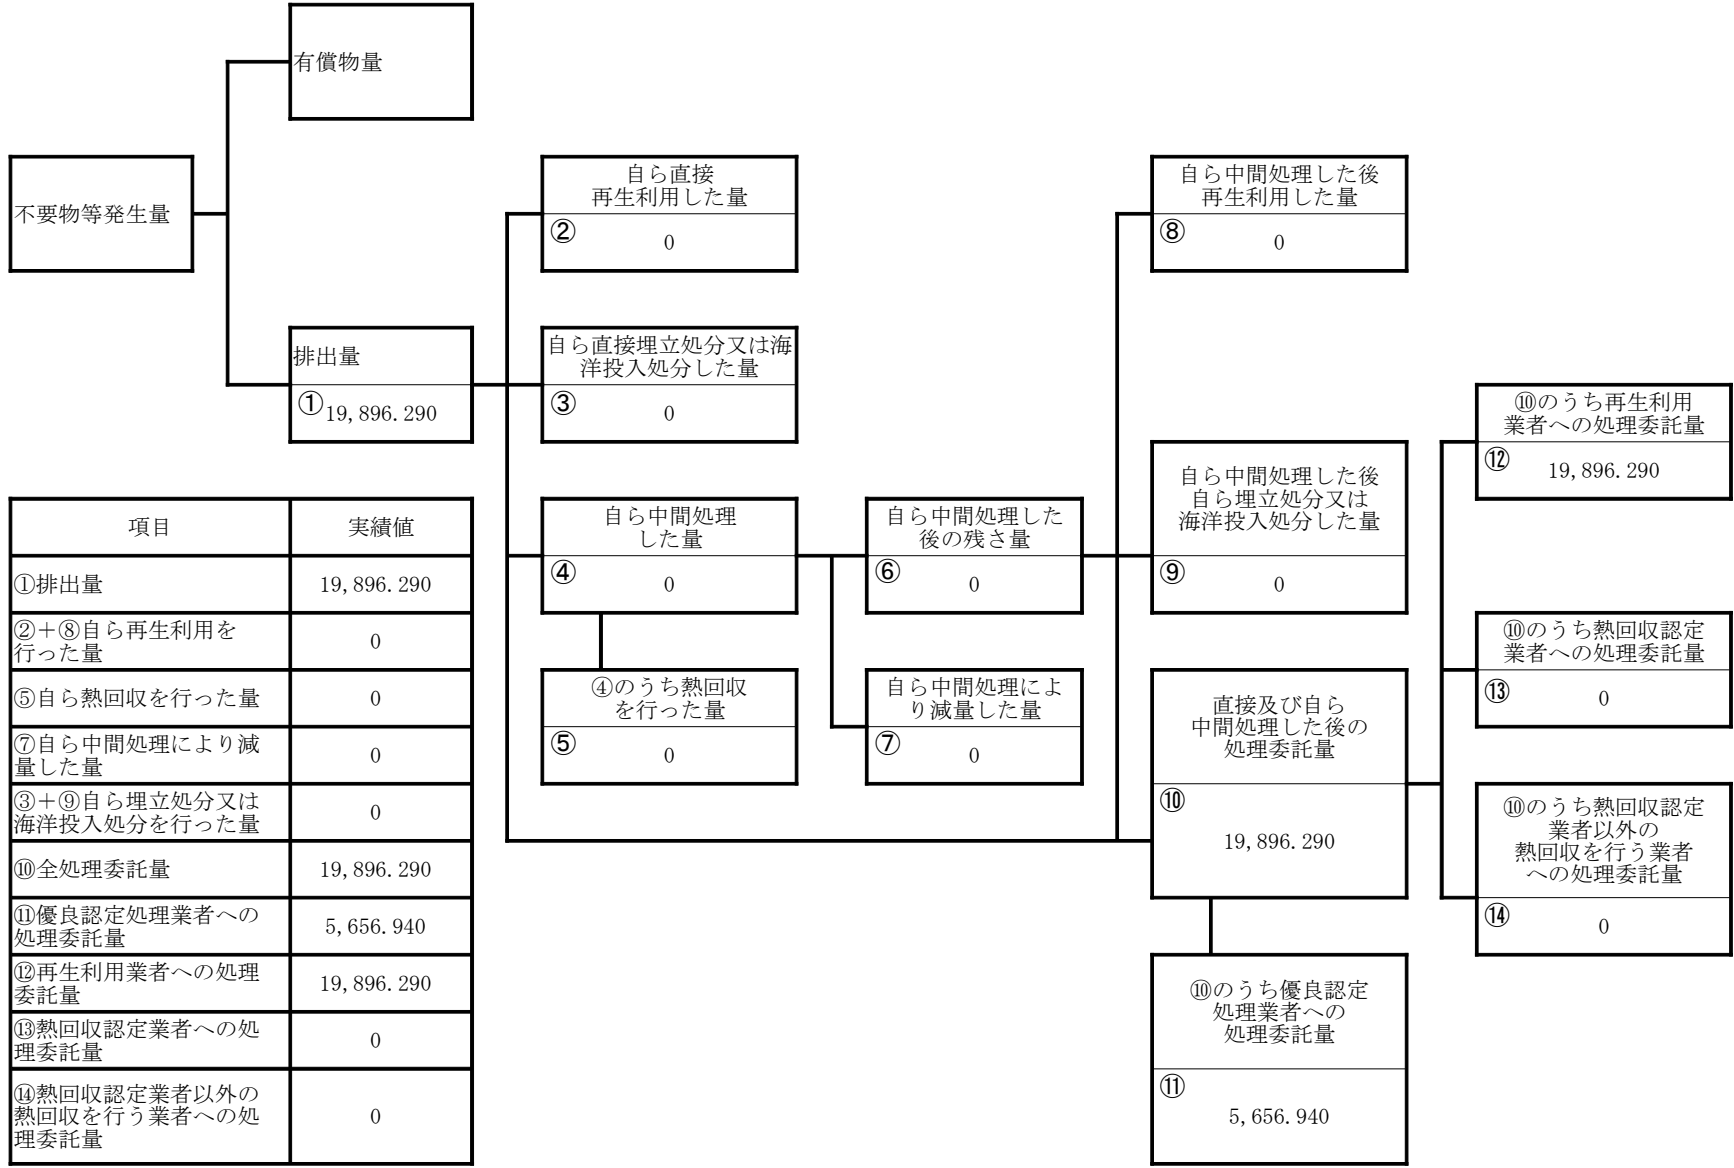 有償物量
不要物等発生量
自ら直接
再生利用した量
②
0
自ら中間処理した後
再生利用した量
⑧
0
排出量
①
19,896.290
自ら直接埋立処分又は海
洋投入処分した量
③
0
⑩のうち再生利用
業者への処理委託量
⑫
19,896.290
自ら中間処理
した量
④
0
自ら中間処理した
後の残さ量
⑥
0
自ら中間処理した後
自ら埋立処分又は
海洋投入処分した量
⑨
0
⑩のうち熱回収認定
業者への処理委託量
⑬
0
④のうち熱回収
を行った量
⑤
0
自ら中間処理によ
り減量した量
⑦
0
直接及び自ら
中間処理した後の
処理委託量
⑩
19,896.290
⑩のうち熱回収認定
業者以外の
熱回収を行う業者
への処理委託量
⑭
0
⑩のうち優良認定
処理業者への
処理委託量
⑪
5,656.940
項目
実績値
①排出量
19,896.290
②＋⑧自ら再生利用を
行った量
0
⑤自ら熱回収を行った量
0
⑦自ら中間処理により減
量した量
0
③＋⑨自ら埋立処分又は
海洋投入処分を行った量
0
⑩全処理委託量
19,896.290
⑪優良認定処理業者への
処理委託量
5,656.940
⑫再生利用業者への処理
委託量
19,896.290
⑬熱回収認定業者への処
理委託量
0
⑭熱回収認定業者以外の
熱回収を行う業者への処
理委託量
0